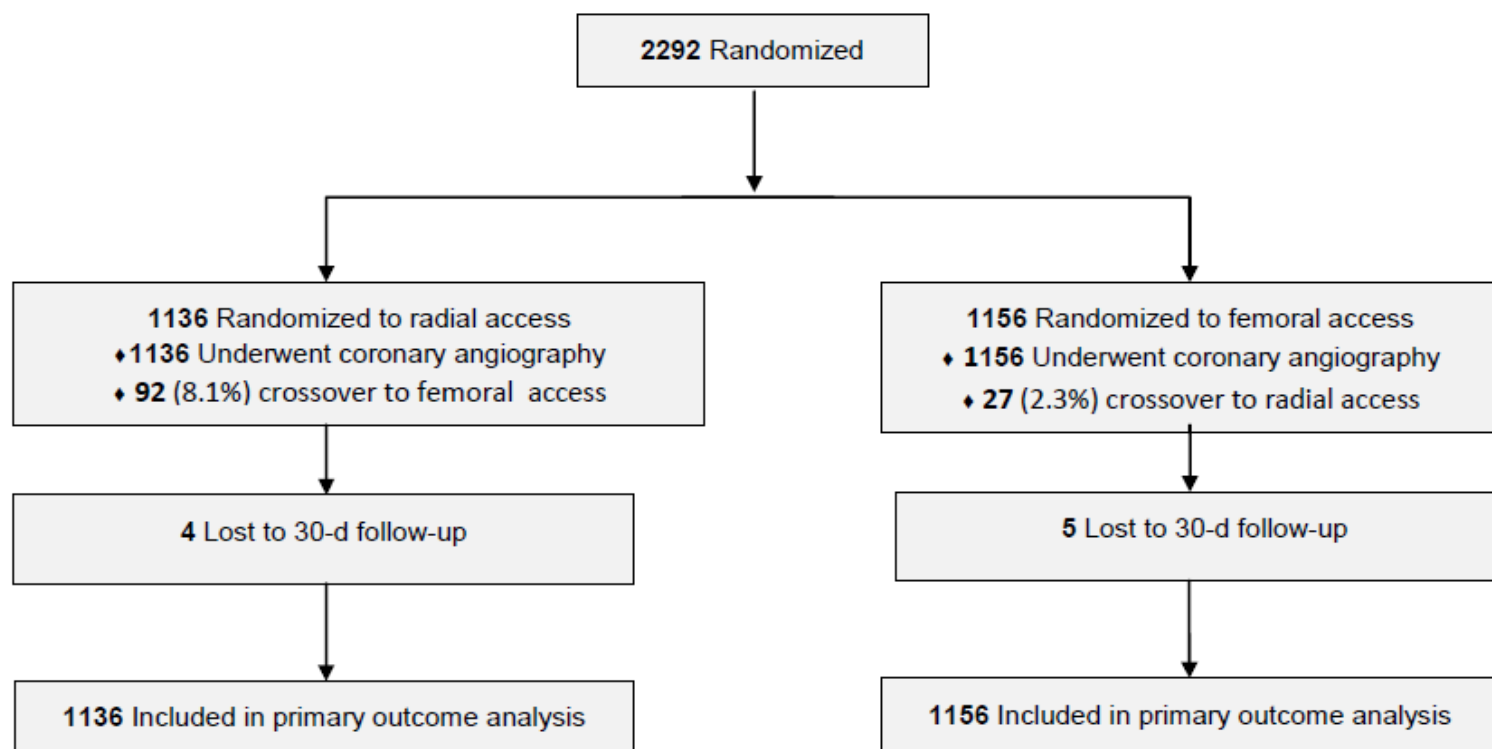 2292 Randomized
1136 Randomized to radial access
♦1136 Underwent coronary angiography
♦ 92 (8.1%) crossover to femoral access
1156 Randomized to femoral access
♦ 1156 Underwent coronary angiography
♦ 27 (2.3%) crossover to radial access
4 Lost to 30-d follow-up
5 Lost to 30-d follow-up
1136 Included in primary outcome analysis
1156 Included in primary outcome analysis